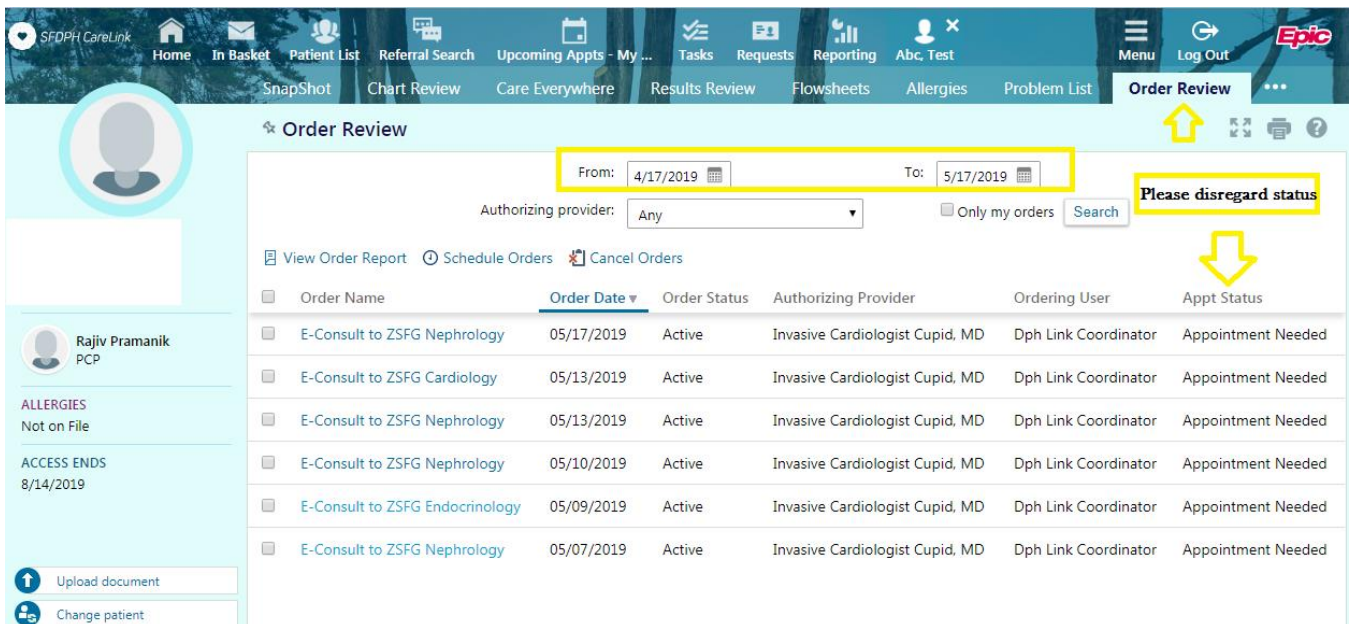 SFDPH CareLink
Home In Basket Patient List Referral Search Upcoming Appts - My ... Tasks Requests Reporting Abc, Test Menu Log Out Epic
SnapShot Chart Review Care Everywhere Results Review Flowsheets Allergies Problem List Order Review ...
Order Review
From: 4/17/2019 To: 5/17/2019
Please disregard status
Authorizing provider: Any Only my orders Search
View Order Report Schedule Orders Cancel Orders
Order Name Order Date Order Status Authorizing Provider Ordering User Appt Status
E-Consult to ZSFG Nephrology 05/17/2019 Active Invasive Cardiologist Cupid, MD Dph Link Coordinator Appointment Needed
E-Consult to ZSFG Cardiology 05/13/2019 Active Invasive Cardiologist Cupid, MD Dph Link Coordinator Appointment Needed
E-Consult to ZSFG Nephrology 05/13/2019 Active Invasive Cardiologist Cupid, MD Dph Link Coordinator Appointment Needed
E-Consult to ZSFG Nephrology 05/10/2019 Active Invasive Cardiologist Cupid, MD Dph Link Coordinator Appointment Needed
E-Consult to ZSFG Endocrinology 05/09/2019 Active Invasive Cardiologist Cupid, MD Dph Link Coordinator Appointment Needed
E-Consult to ZSFG Nephrology 05/07/2019 Active Invasive Cardiologist Cupid, MD Dph Link Coordinator Appointment Needed
Rajiv Pramanik
PCP
ALLERGIES
Not on File
ACCESS ENDS
8/14/2019
Upload document
Change patient